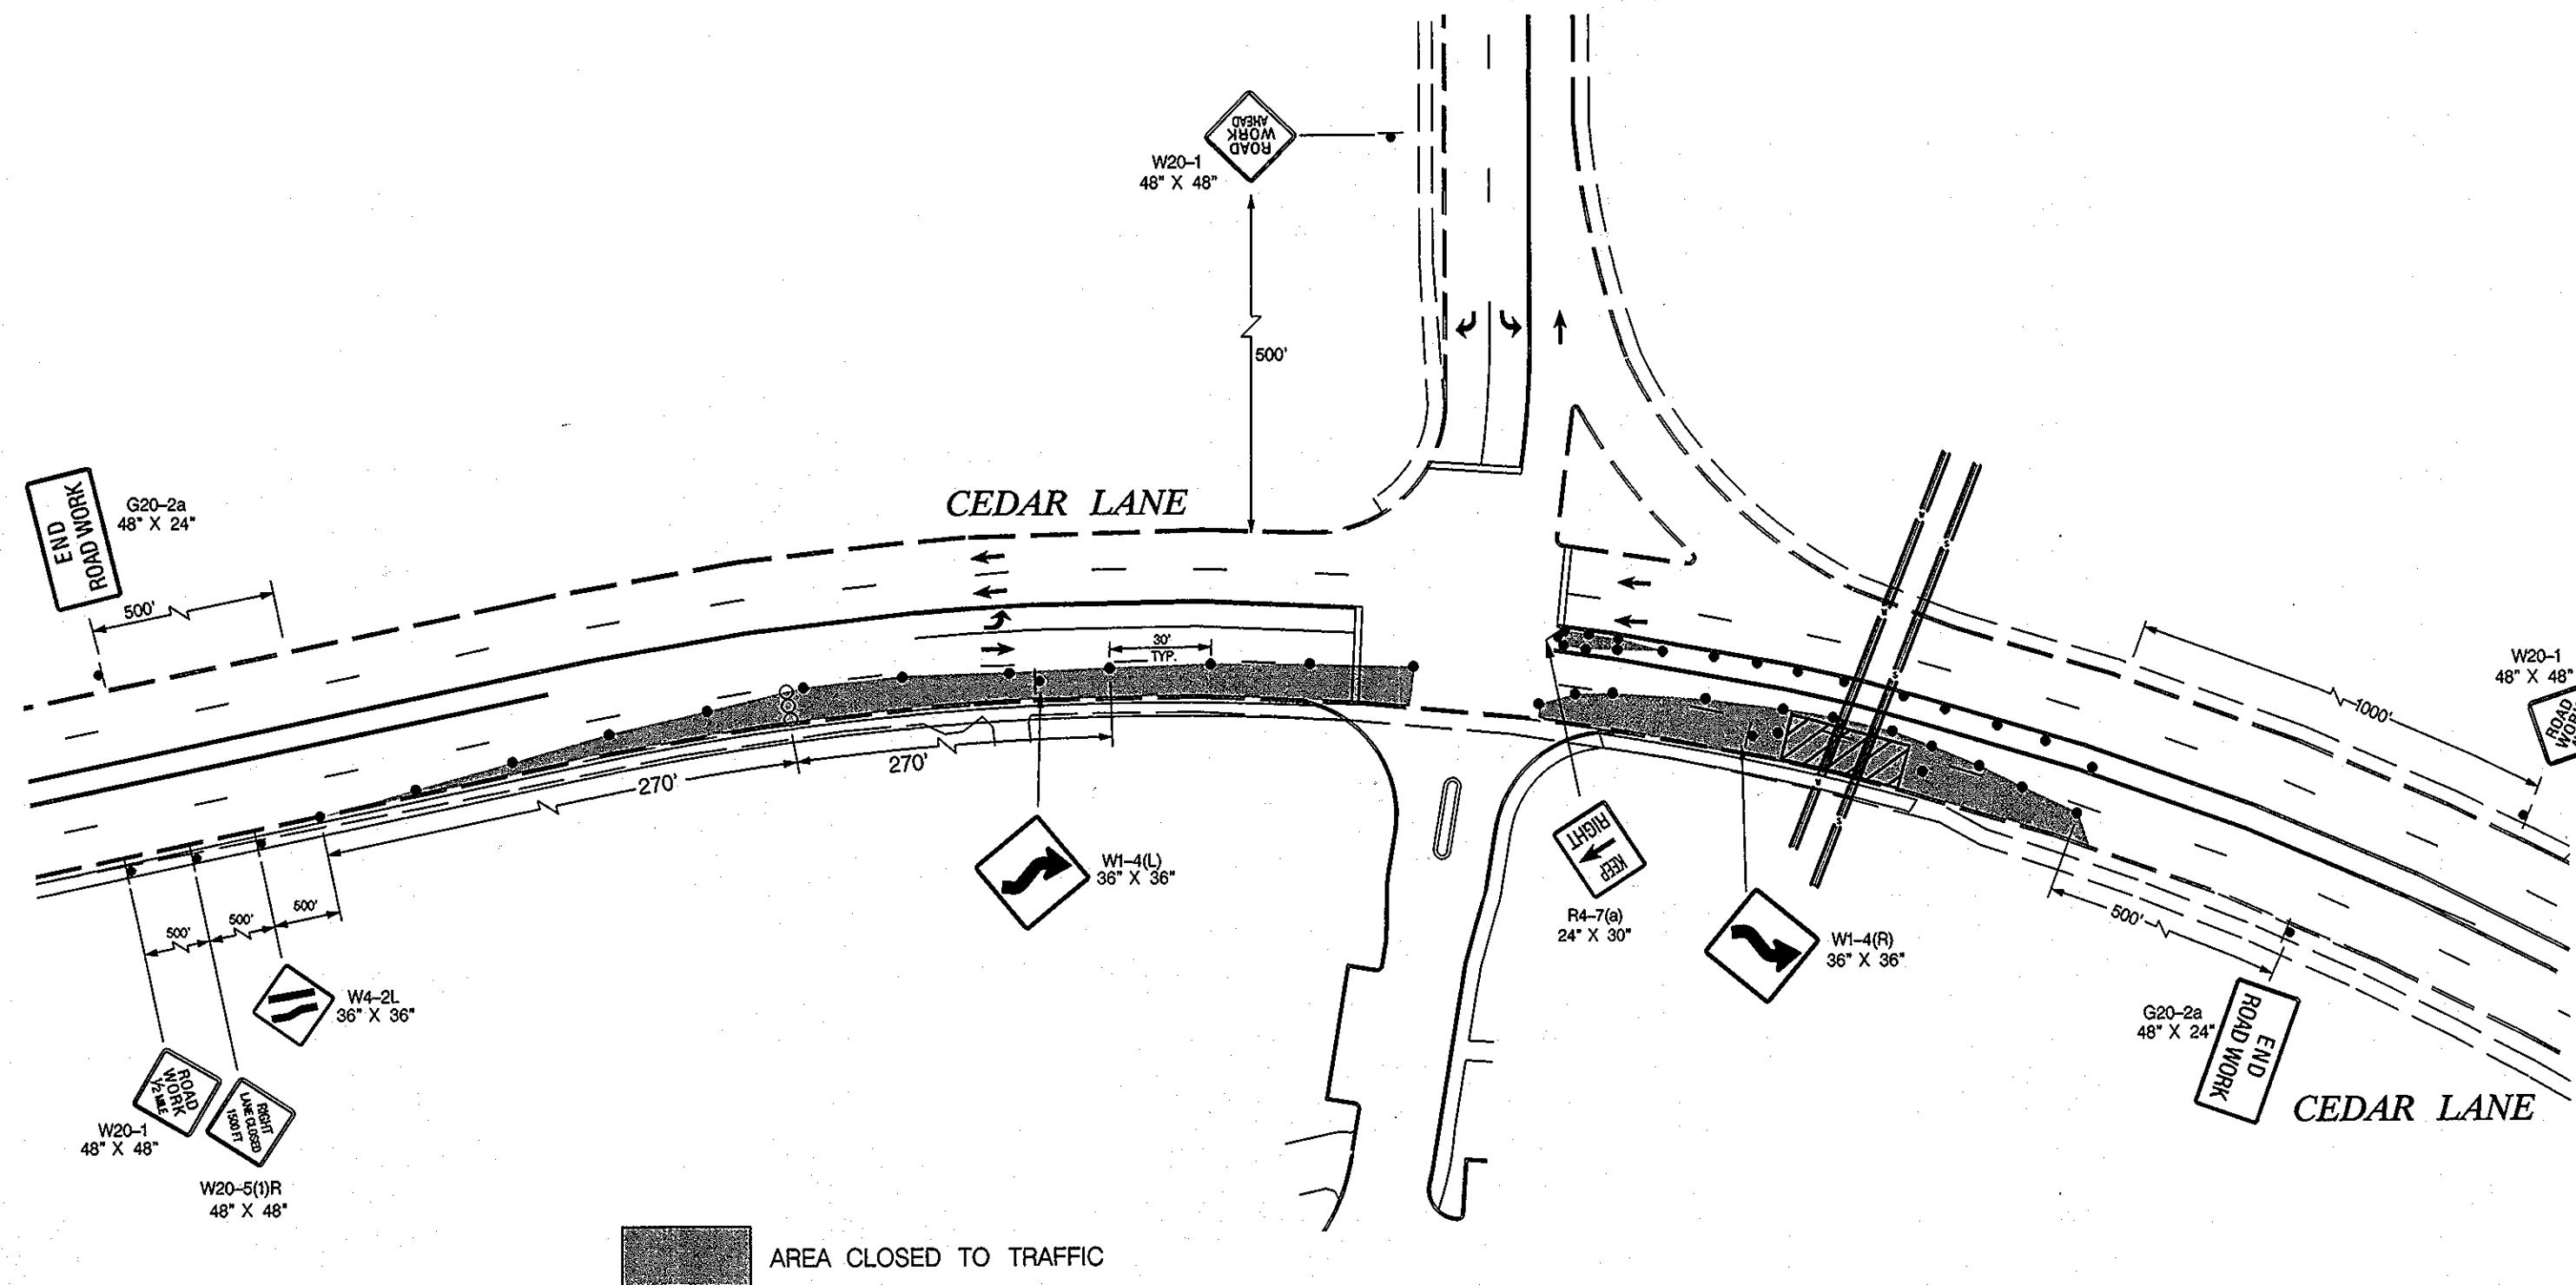 ROAD
WORK
AHEAD
W20-1
48" X 48"
500'
CEDAR LANE
END
ROAD WORK
G20-2a
48" X 24"
500'
30'
TYP.
270'
270'
500'
500'
500'
W4-2L
36" X 36"
ROAD
WORK
1/2 MILE
W20-1
48" X 48"
RIGHT
LANE CLOSED
1500 FT
W20-5(1)R
48" X 48"
W1-4(L)
36" X 36"
KEEP
RIGHT
R4-7(a)
24" X 30"
W1-4(R)
36" X 36"
1000'
W20-1
48" X 48"
ROAD
500'
G20-2a
48" X 24"
END
ROAD WORK
CEDAR LANE
AREA CLOSED TO TRAFFIC